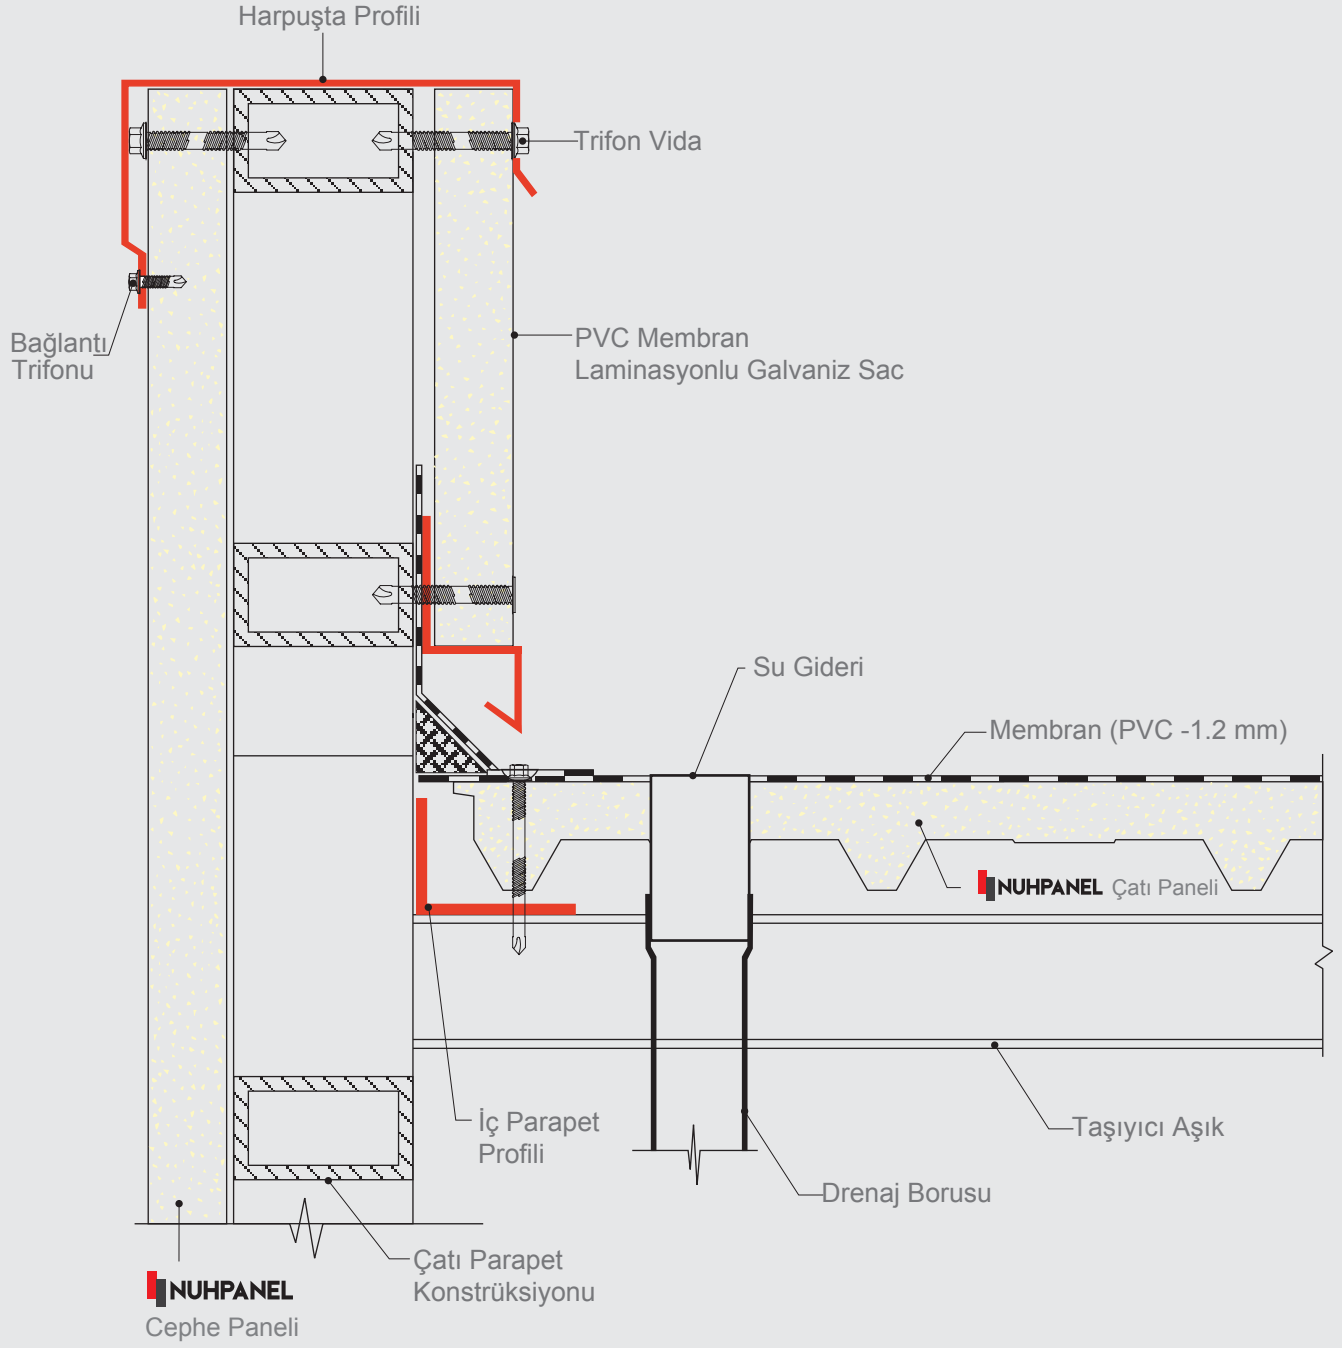 Harpuşta Profili
Trifon Vida
Bağlantı
Trifonu
PVC Membran
Laminasyonlu Galvaniz Sac
Su Gideri
Membran (PVC -1.2 mm)
NUHPANEL Çatı Paneli
İç Parapet
Profili
Taşıyıcı Aşık
Drenaj Borusu
Çatı Parapet
Konstrüksiyonu
NUHPANEL
Cephe Paneli